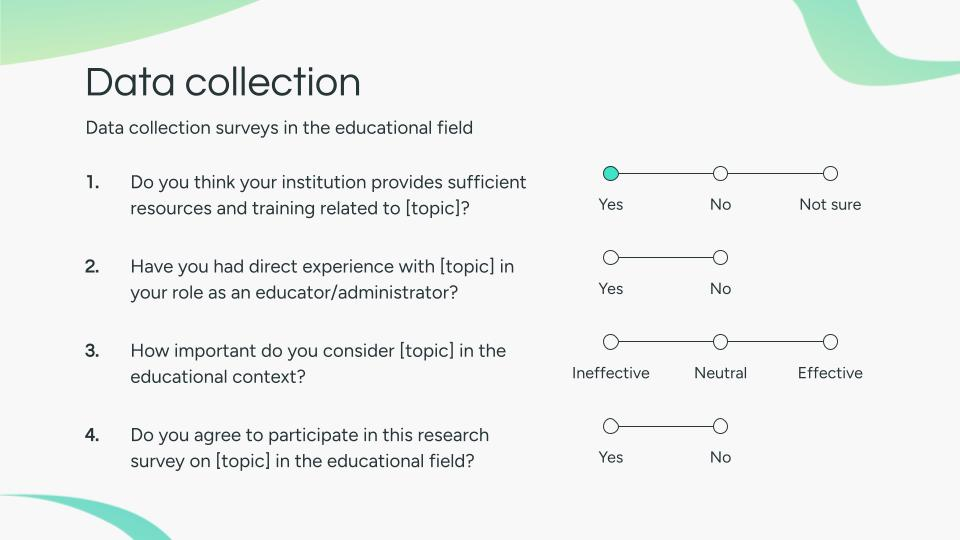 Data collection
Data collection surveys in the educational field
1. Do you think your institution provides sufficient
resources and training related to [topic]?
Yes No Not sure
2. Have you had direct experience with [topic] in
your role as an educator/administrator?
Yes No
3. How important do you consider [topic] in the
educational context?
Ineffective Neutral Effective
4. Do you agree to participate in this research
survey on [topic] in the educational field?
Yes No